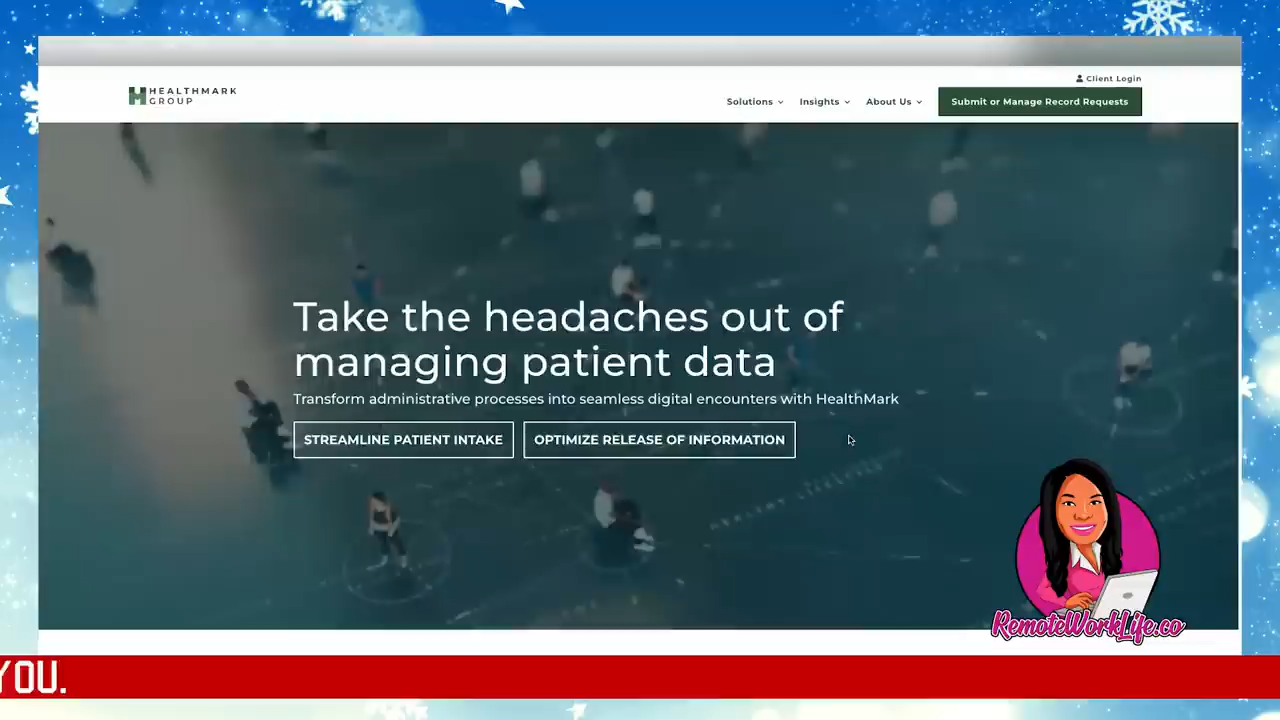 Client Login
HEALTHMARK
GROUP
Solutions
Insights
About Us
Submit or Manage Record Requests
Take the headaches out of
managing patient data
Transform administrative processes into seamless digital encounters with HealthMark
STREAMLINE PATIENT INTAKE
OPTIMIZE RELEASE OF INFORMATION
RemoteWorkLife.co
YOU.